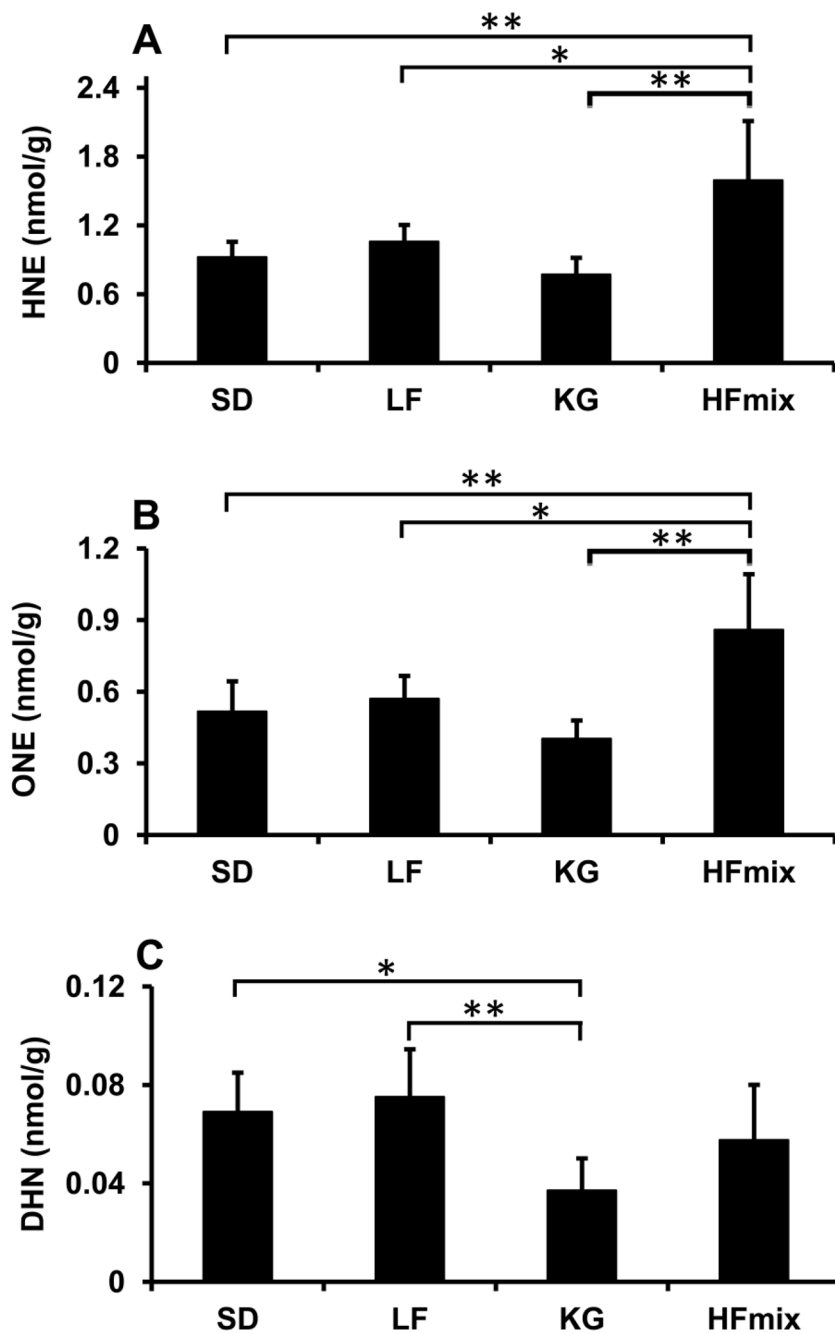 A
**
*
**
HNE (nmol/g)
2.4
1.8
1.2
0.6
0
SD LF KG HFmix
B
**
*
**
ONE (nmol/g)
1.2
0.9
0.6
0.3
0
SD LF KG HFmix
C
*
**
DHN (nmol/g)
0.12
0.08
0.04
0
SD LF KG HFmix